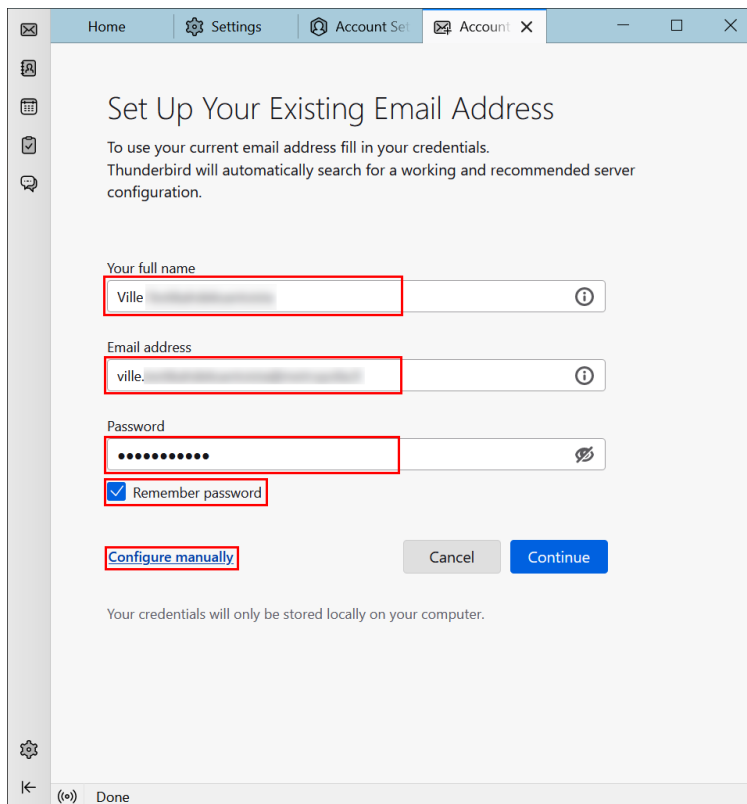 Home
Settings
Account Set
Account
Set Up Your Existing Email Address
To use your current email address fill in your credentials.
Thunderbird will automatically search for a working and recommended server
configuration.
Your full name
Ville
Email address
ville.
Password
Remember password
Configure manually
Cancel
Continue
Your credentials will only be stored locally on your computer.
Done